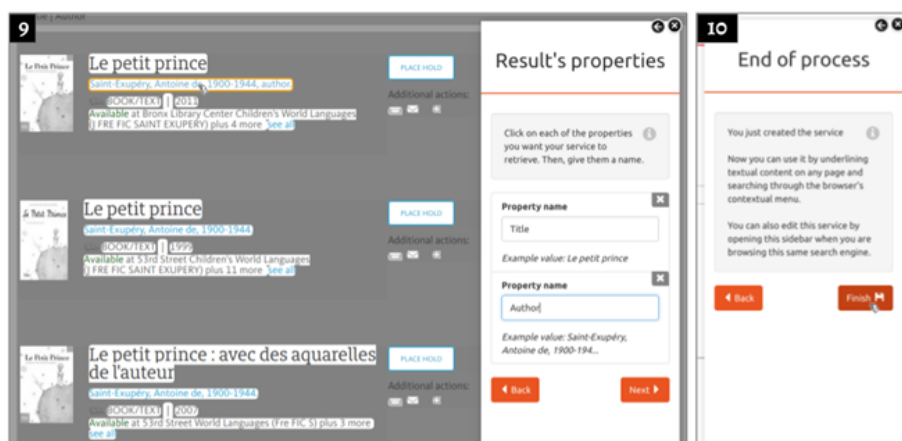 9
| Author
Le petit prince
Saint-Exupéry, Antoine de, 1900-1944, author.
BOOK/TEXT | 2011
Available at Bronx Library Center Children's World Languages
(J FRE FIC SAINT EXUPERY) plus 4 more see all
PLACE HOLD
Additional actions:
Le petit prince
Saint-Exupéry, Antoine de, 1900-1944.
BOOK/TEXT | 1999
Available at 53rd Street Children's World Languages
(J FRE FIC SAINT EXUPERY) plus 11 more see all
PLACE HOLD
Additional actions:
Le petit prince : avec des aquarelles
de l'auteur
Saint-Exupéry, Antoine de, 1900-1944.
BOOK/TEXT | 2007
Available at 53rd Street World Languages (Fre FIC S) plus 3 more
see all
PLACE HOLD
Additional actions:
Result's properties
Click on each of the properties
you want your service to
retrieve. Then, give them a name.
Property name
Title
Example value: Le petit prince
Property name
Author
Example value: Saint-Exupéry,
Antoine de, 1900-194...
Back
Next
10
End of process
You just created the service
Now you can use it by underlining
textual content on any page and
searching through the browser's
contextual menu.
You can also edit this service by
opening this sidebar when you are
browsing this same search engine.
Back
Finish